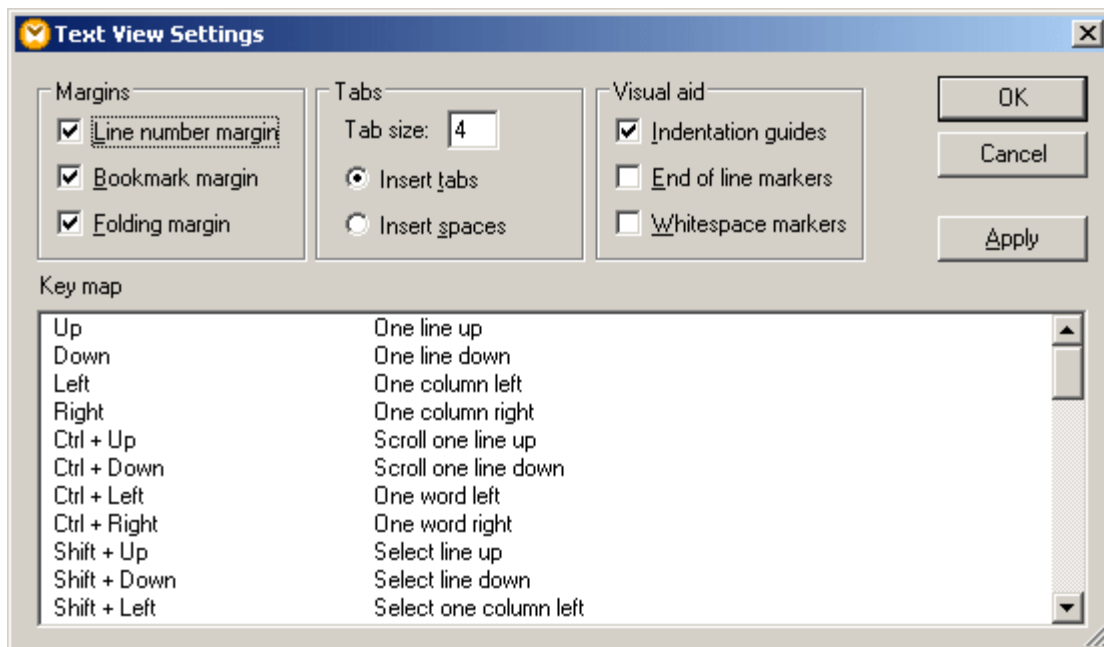 Text View Settings
Margins
Line number margin
Bookmark margin
Folding margin
Tabs
Tab size: 4
Insert tabs
Insert spaces
Visual aid
Indentation guides
End of line markers
Whitespace markers
OK
Cancel
Apply
Key map
Up One line up
Down One line down
Left One column left
Right One column right
Ctrl + Up Scroll one line up
Ctrl + Down Scroll one line down
Ctrl + Left One word left
Ctrl + Right One word right
Shift + Up Select line up
Shift + Down Select line down
Shift + Left Select one column left